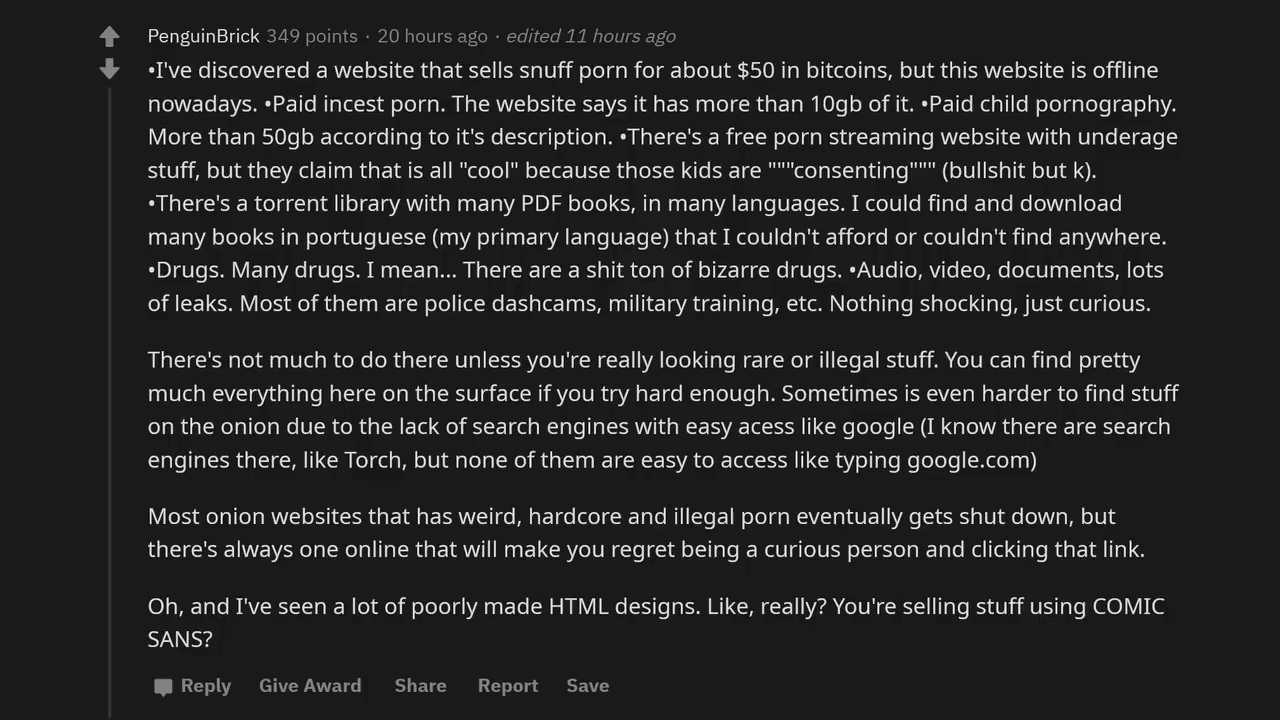 PenguinBrick 349 points · 20 hours ago · edited 11 hours ago
•I've discovered a website that sells snuff porn for about $50 in bitcoins, but this website is offline
nowadays. •Paid incest porn. The website says it has more than 10gb of it. •Paid child pornography.
More than 50gb according to it's description. •There's a free porn streaming website with underage
stuff, but they claim that is all "cool" because those kids are """consenting""" (bullshit but k).
•There's a torrent library with many PDF books, in many languages. I could find and download
many books in portuguese (my primary language) that I couldn't afford or couldn't find anywhere.
•Drugs. Many drugs. I mean... There are a shit ton of bizarre drugs. •Audio, video, documents, lots
of leaks. Most of them are police dashcams, military training, etc. Nothing shocking, just curious.
There's not much to do there unless you're really looking rare or illegal stuff. You can find pretty
much everything here on the surface if you try hard enough. Sometimes is even harder to find stuff
on the onion due to the lack of search engines with easy acess like google (I know there are search
engines there, like Torch, but none of them are easy to access like typing google.com)
Most onion websites that has weird, hardcore and illegal porn eventually gets shut down, but
there's always one online that will make you regret being a curious person and clicking that link.
Oh, and I've seen a lot of poorly made HTML designs. Like, really? You're selling stuff using COMIC
SANS?
Reply Give Award Share Report Save